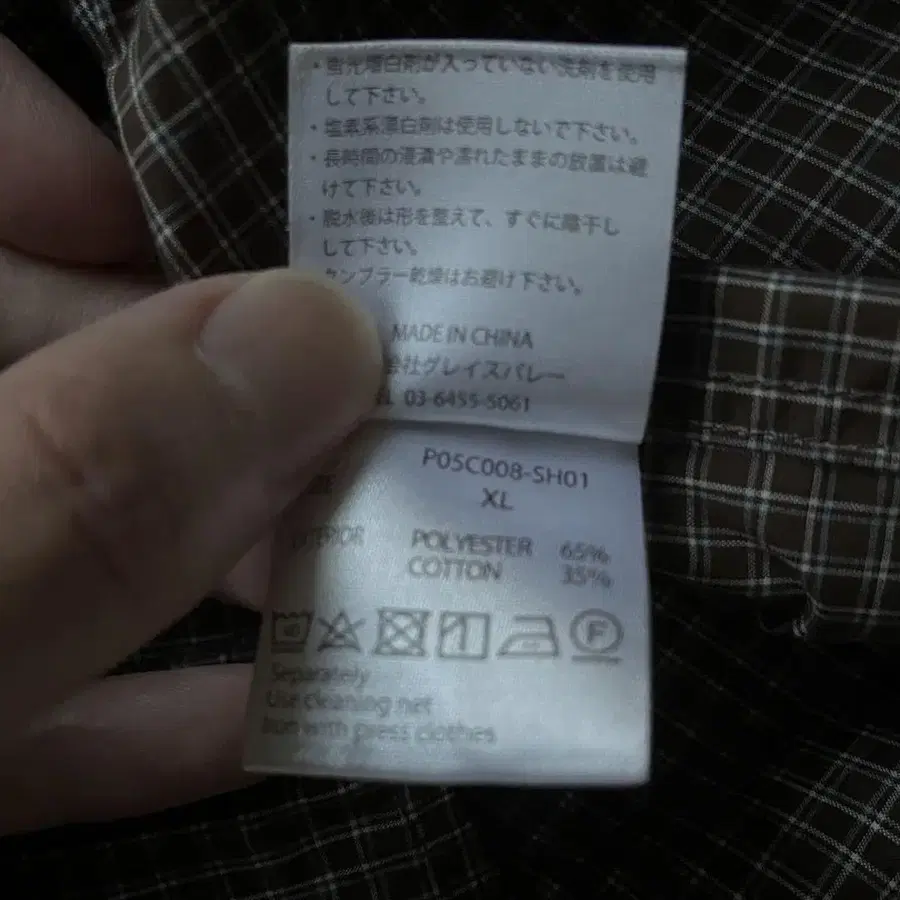 ・蛍光増白剤が入っていない洗剤を使用
して下さい。
・塩素系漂白剤は使用しないで下さい。
・長時間の浸漬や濡れたままの放置は避
けて下さい。
・脱水後は形を整えて、すぐに陰干し
して下さい。
タンブラー乾燥はお避け下さい。
MADE IN CHINA
会社グレイスバレー
03-6455-5061
P05C008-SH01
XL
POLYESTER 65%
COTTON 35%
F
Separately
Use cleaning net
Iron with press clothes